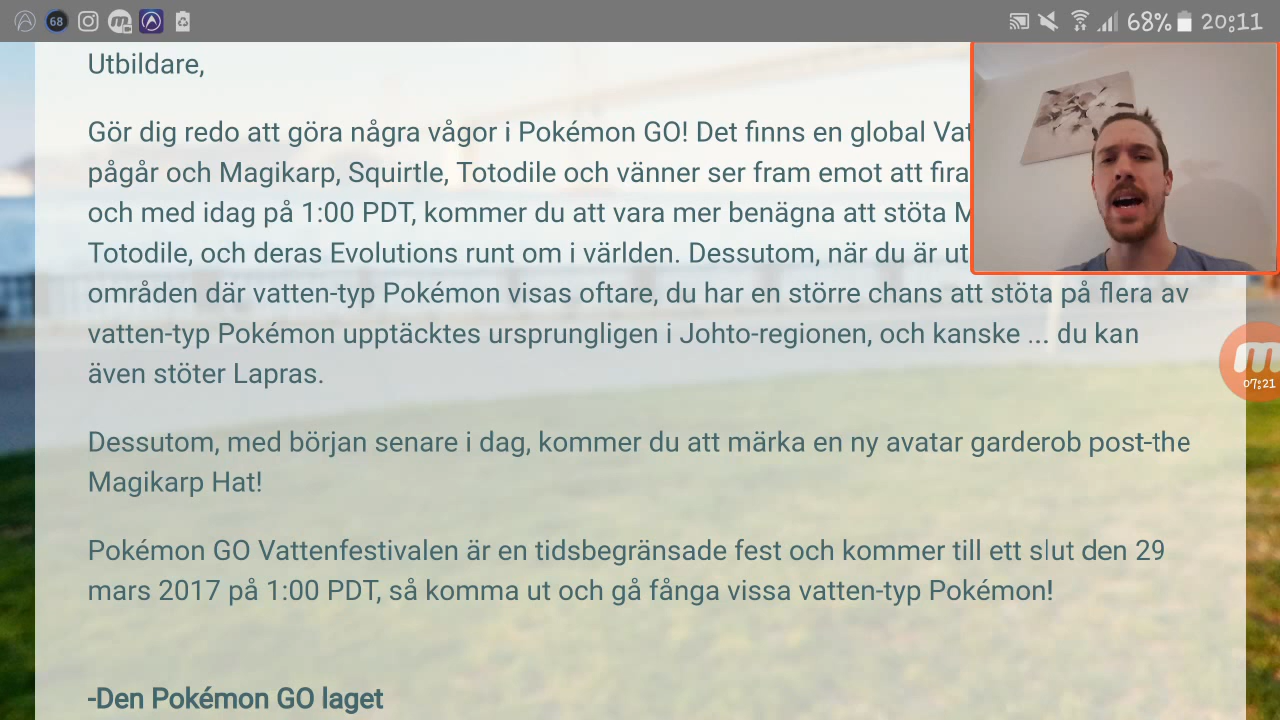 68 68% 20:11
Utbildare,
Gör dig redo att göra några vågor i Pokémon GO! Det finns en global
pågår och Magikarp, Squirtle, Totodile och vänner ser fram emot att fira
och med idag på 1:00 PDT, kommer du att vara mer benägna att stöta
Totodile, och deras Evolutions runt om i världen. Dessutom, när du är ut
områden där vatten-typ Pokémon visas oftare, du har en större chans att stöta på flera av
vatten-typ Pokémon upptäcktes ursprungligen i Johto-regionen, och kanske ... du kan
även stöter Lapras.
07:21
Dessutom, med början senare i dag, kommer du att märka en ny avatar garderob post-the
Magikarp Hat!
Pokémon GO Vattenfestivalen är en tidsbegränsade fest och kommer till ett slut den 29
mars 2017 på 1:00 PDT, så komma ut och gå fånga vissa vatten-typ Pokémon!
-Den Pokémon GO laget